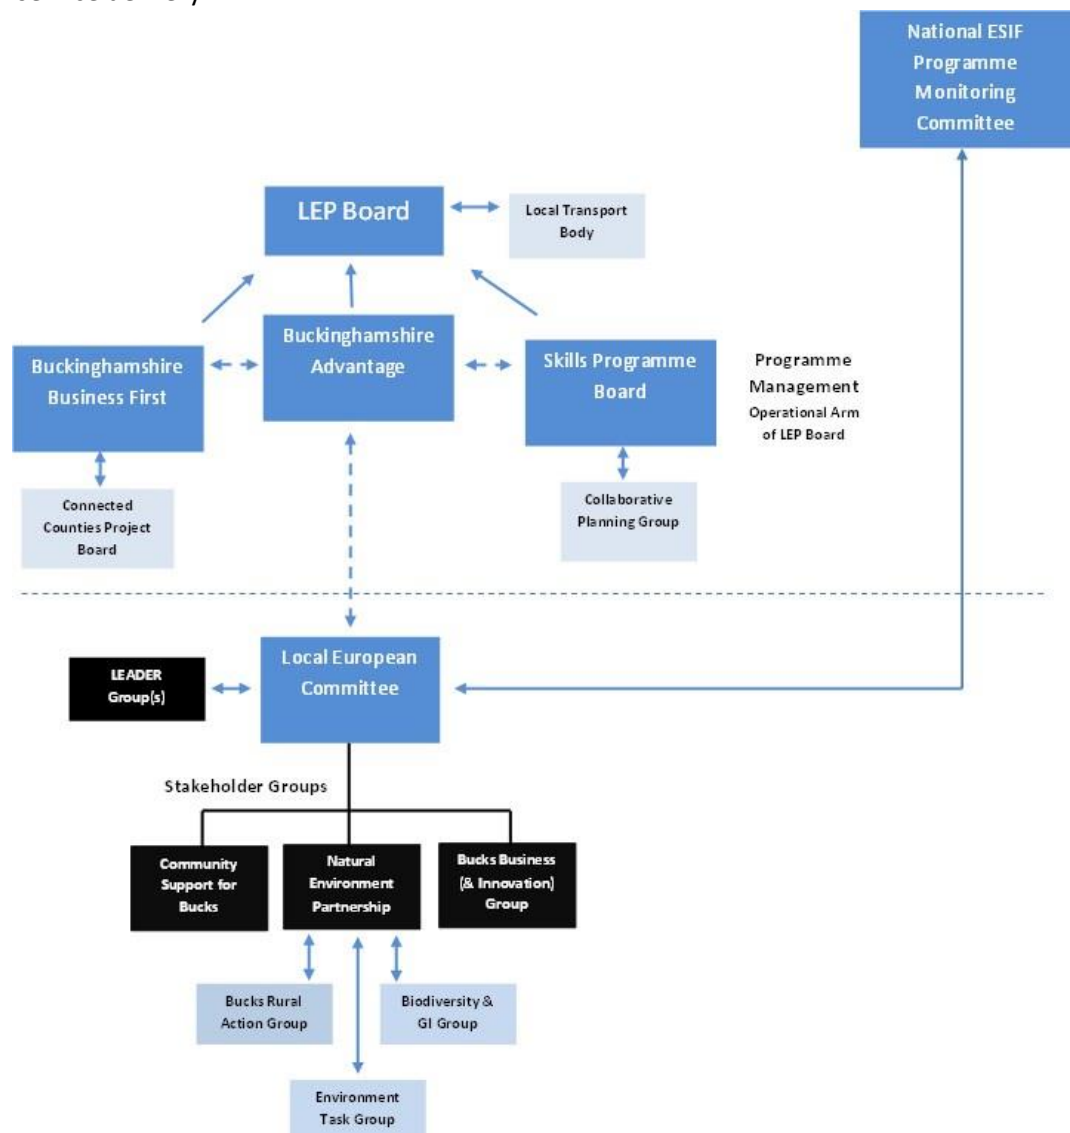 National ESIF
Programme
Monitoring
Committee
LEP Board
Local Transport
Body
Buckinghamshire
Business First
Buckinghamshire
Advantage
Skills Programme
Board
Programme
Management
Operational Arm
of LEP Board
Connected
Counties Project
Board
Collaborative
Planning Group
LEADER
Group(s)
Local European
Committee
Stakeholder Groups
Community
Support for
Bucks
Natural
Environment
Partnership
Bucks Business
(& Innovation)
Group
Bucks Rural
Action Group
Biodiversity &
GI Group
Environment
Task Group